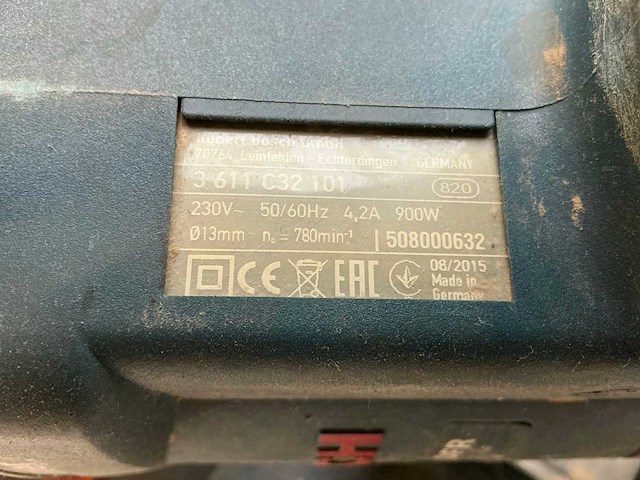 Robert Bosch GmbH
70764 Leinfelden - Echterdingen GERMANY
3 611 C32 101 820
230V~ 50/60Hz 4,2A 900W
Ø13mm n₀ = 780min⁻¹ 508000632
CE EAC 08/2015
Made in
Germany